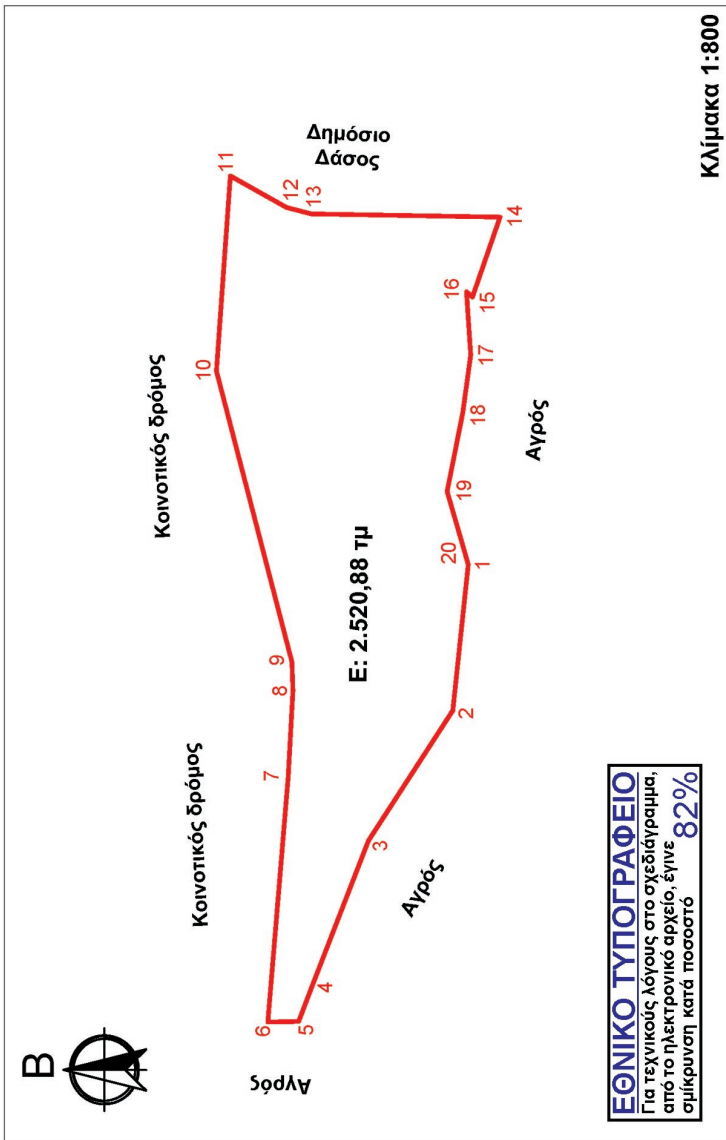 Β
Κοινοτικός δρόμος
Κοινοτικός δρόμος
Δημόσιο
Δάσος
Αγρός
Αγρός
Αγρός
6
5
4
3
2
7
8
9
10
11
12
13
14
15
16
17
18
19
20
1
Ε: 2.520,88 τμ
ΕΘΝΙΚΟ ΤΥΠΟΓΡΑΦΕΙΟ
Για τεχνικούς λόγους στο σχεδιάγραμμα,
από το ηλεκτρονικό αρχείο, έγινε
σμίκρυνση κατά ποσοστό 82%
Κλίμακα 1:800